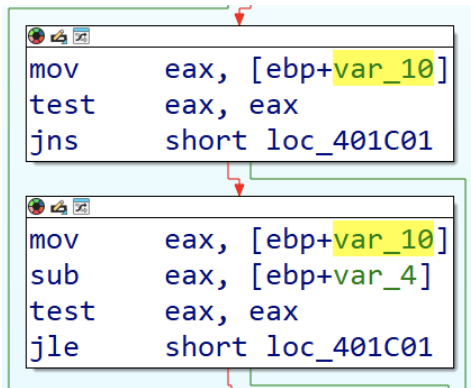 mov eax, [ebp+var_10]
test eax, eax
jns short loc_401C01
mov eax, [ebp+var_10]
sub eax, [ebp+var_4]
test eax, eax
jle short loc_401C01